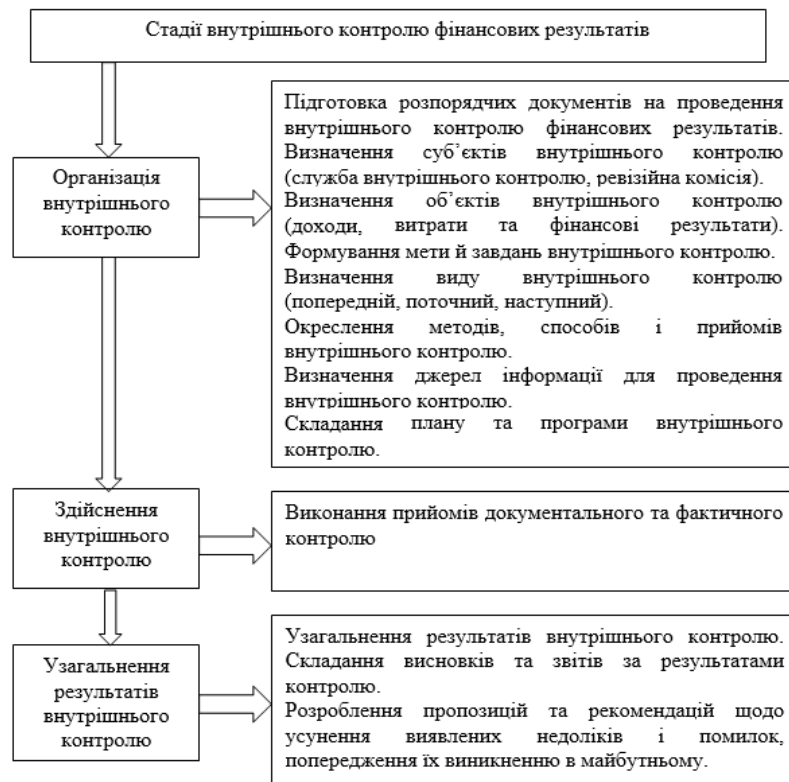 Стадії внутрішнього контролю фінансових результатів
Організація
внутрішнього
контролю
Підготовка розпорядчих документів на проведення
внутрішнього контролю фінансових результатів.
Визначення суб’єктів внутрішнього контролю
(служба внутрішнього контролю, ревізійна комісія).
Визначення об’єктів внутрішнього контролю
(доходи, витрати та фінансові результати).
Формування мети й завдань внутрішнього контролю.
Визначення виду внутрішнього контролю
(попередній, поточний, наступний).
Окреслення методів, способів і прийомів
внутрішнього контролю.
Визначення джерел інформації для проведення
внутрішнього контролю.
Складання плану та програми внутрішнього
контролю.
Здійснення
внутрішнього
контролю
Виконання прийомів документального та фактичного
контролю
Узагальнення
результатів
внутрішнього
контролю
Узагальнення результатів внутрішнього контролю.
Складання висновків та звітів за результатами
контролю.
Розроблення пропозицій та рекомендацій щодо
усунення виявлених недоліків і помилок,
попередження їх виникненню в майбутньому.